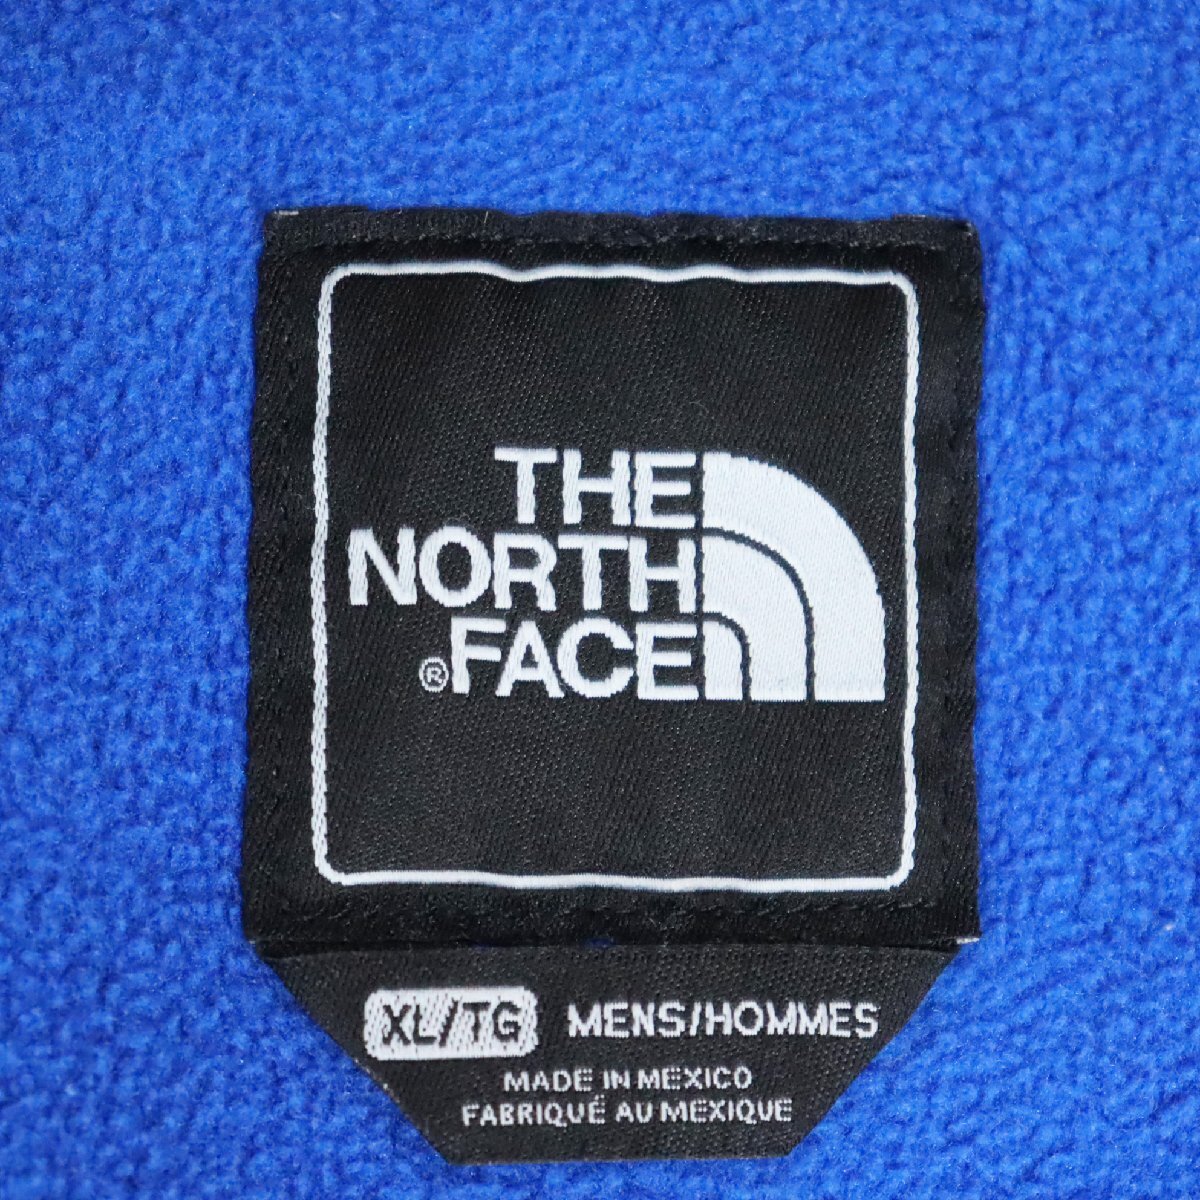 THE
NORTH
®FACE
XL/TG MENS/HOMMES
MADE IN MEXICO
FABRIQUÉ AU MEXIQUE